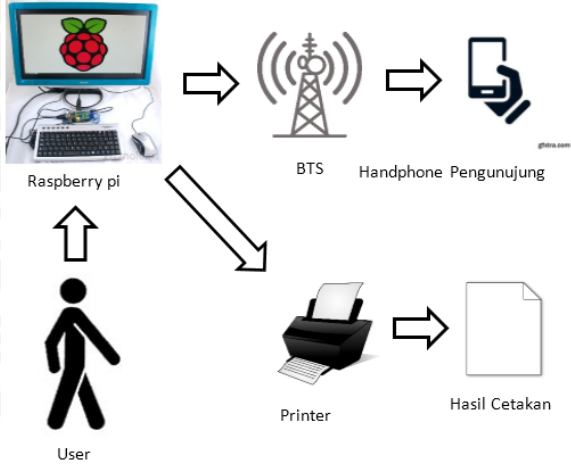 Raspberry pi
BTS
Handphone Pengunujung
gfxtra.com
User
Printer
Hasil Cetakan